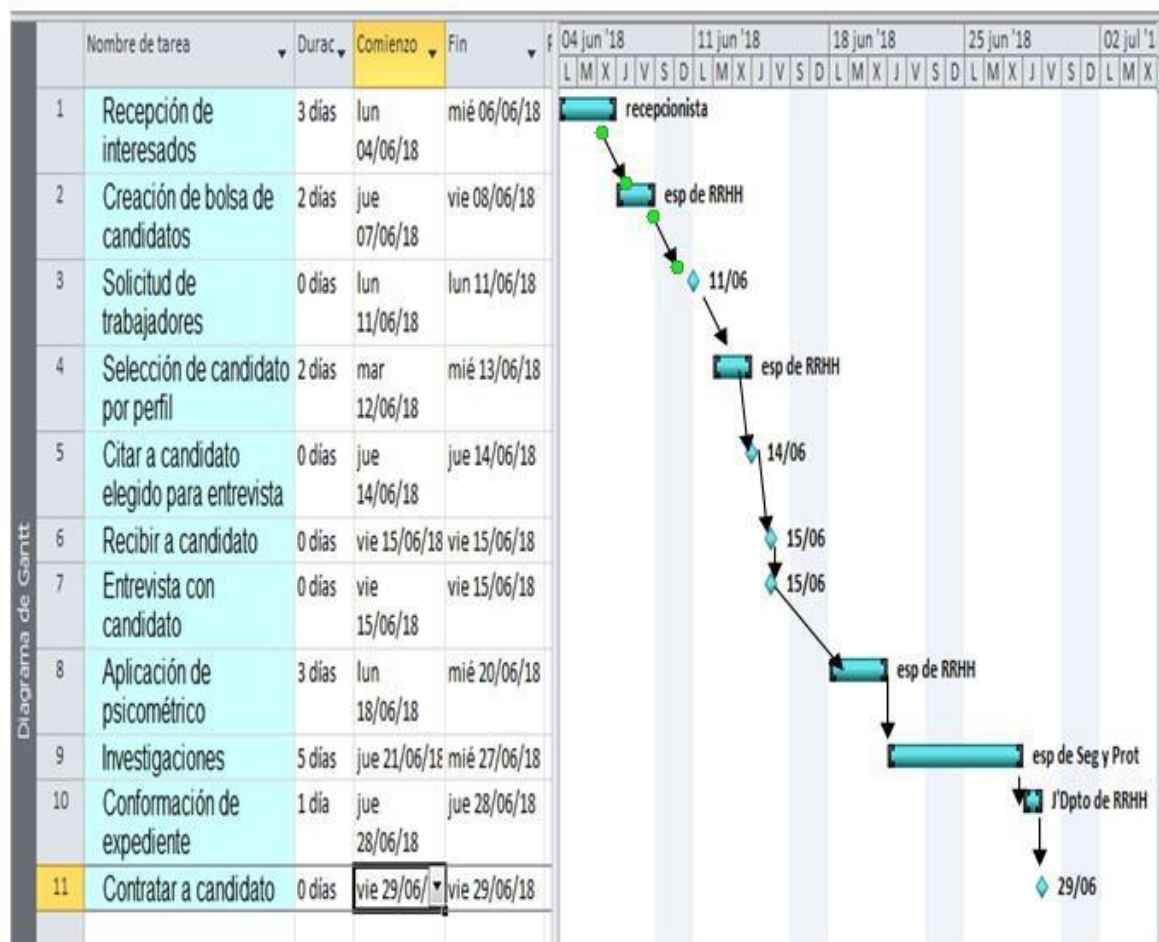 Diagrama de Gantt
Nombre de tarea Durac Comienzo Fin
04 jun '18 11 jun '18 18 jun '18 25 jun '18 02 jul '1
L M X J V S D L M X J V S D L M X J V S D L M X J V S D L M X
1 Recepción de 3 días lun mié 06/06/18 recepcionista
interesados 04/06/18
2 Creación de bolsa de 2 días jue vie 08/06/18 esp de RRHH
candidatos 07/06/18
3 Solicitud de 0 días lun lun 11/06/18 11/06
trabajadores 11/06/18
4 Selección de candidato 2 días mar mié 13/06/18 esp de RRHH
por perfil 12/06/18
5 Citar a candidato 0 días jue jue 14/06/18 14/06
elegido para entrevista 14/06/18
6 Recibir a candidato 0 días vie 15/06/18 vie 15/06/18 15/06
7 Entrevista con 0 días vie vie 15/06/18 15/06
candidato 15/06/18
8 Aplicación de 3 días lun mié 20/06/18 esp de RRHH
psicométrico 18/06/18
9 Investigaciones 5 días jue 21/06/18 mié 27/06/18 esp de Seg y Prot
10 Conformación de 1 día jue jue 28/06/18 J'Dpto de RRHH
expediente 28/06/18
11 Contratar a candidato 0 días vie 29/06/ vie 29/06/18 29/06